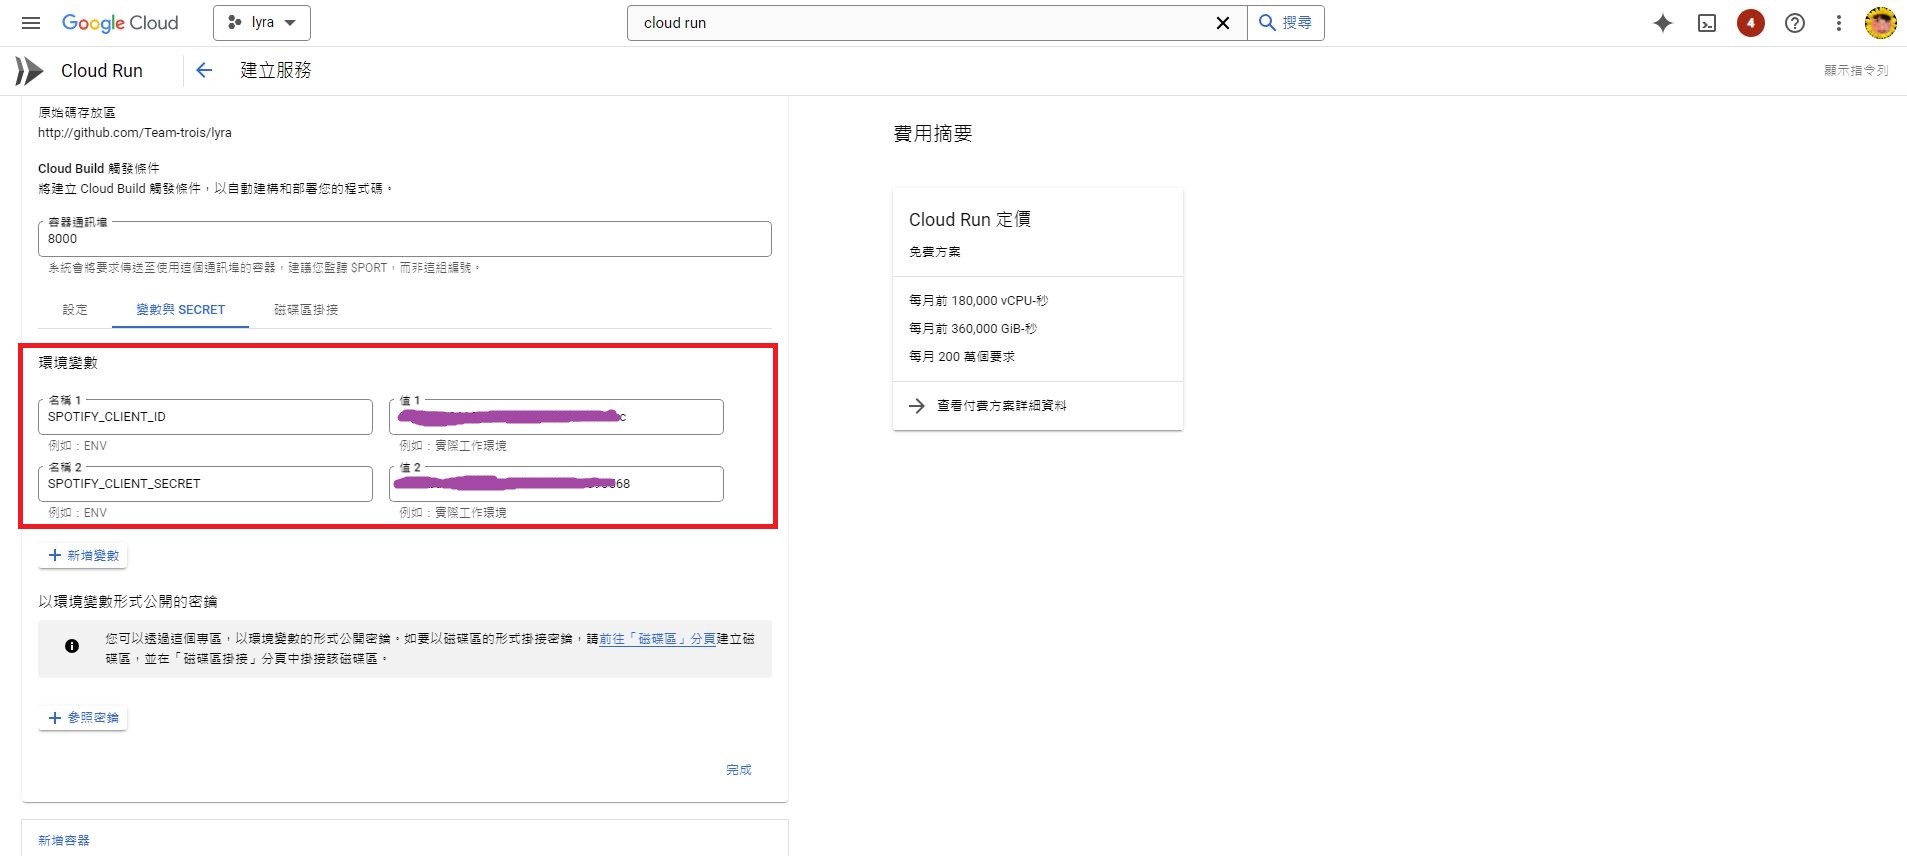 Google Cloud
lyra
cloud run
搜尋
4
Cloud Run
建立服務
顯示指令列
原始碼存放區
http://github.com/Team-trois/lyra
Cloud Build 觸發條件
將建立 Cloud Build 觸發條件，以自動建構和部署您的程式碼。
容器通訊埠
8000
系統會將要求傳送至使用這個通訊埠的容器，建議您監聽 $PORT，而非這組編號。
設定
變數與 SECRET
磁碟區掛接
環境變數
名稱 1
SPOTIFY_CLIENT_ID
例如：ENV
值 1
c
例如：實際工作環境
名稱 2
SPOTIFY_CLIENT_SECRET
例如：ENV
值 2
68
例如：實際工作環境
新增變數
以環境變數形式公開的密鑰
您可以透過這個專區，以環境變數的形式公開密鑰。如要以磁碟區的形式掛接密鑰，請前往「磁碟區」分頁建立磁
碟區，並在「磁碟區掛接」分頁中掛接該磁碟區。
參照密鑰
完成
新增容器
費用摘要
Cloud Run 定價
免費方案
每月前 180,000 vCPU-秒
每月前 360,000 GiB-秒
每月 200 萬個要求
查看付費方案詳細資料